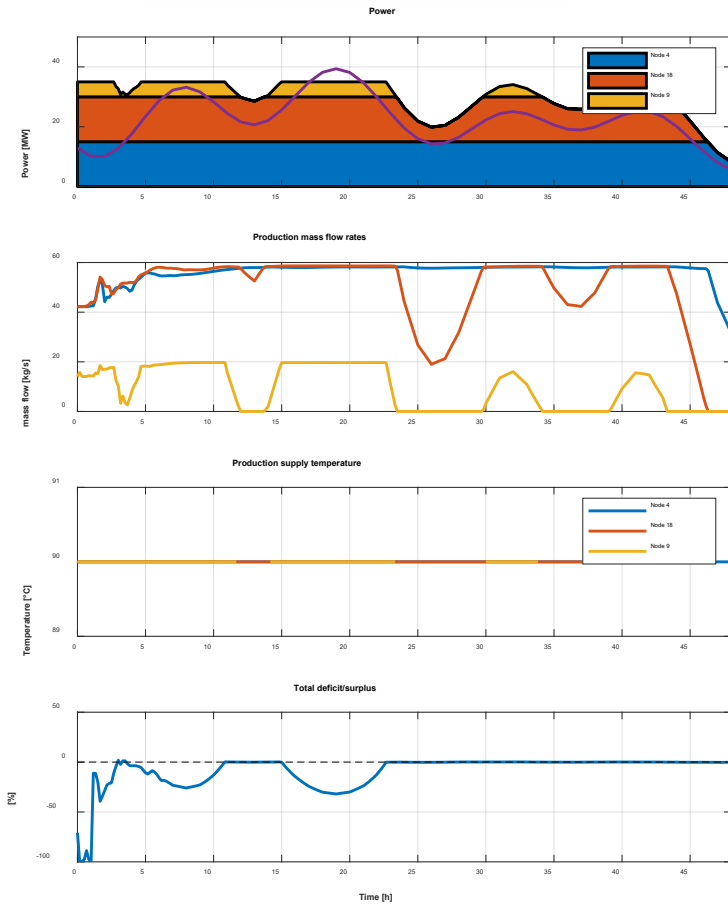 Power
Power [MW]
40
20
0
Node 4
Node 18
Node 9
0 5 10 15 20 25 30 35 40 45
Production mass flow rates
mass flow [kg/s]
60
40
20
0
0 5 10 15 20 25 30 35 40 45
Production supply temperature
Temperature [°C]
91
90
89
Node 4
Node 18
Node 9
0 5 10 15 20 25 30 35 40 45
Total deficit/surplus
[%]
50
0
-50
-100
0 5 10 15 20 25 30 35 40 45
Time [h]